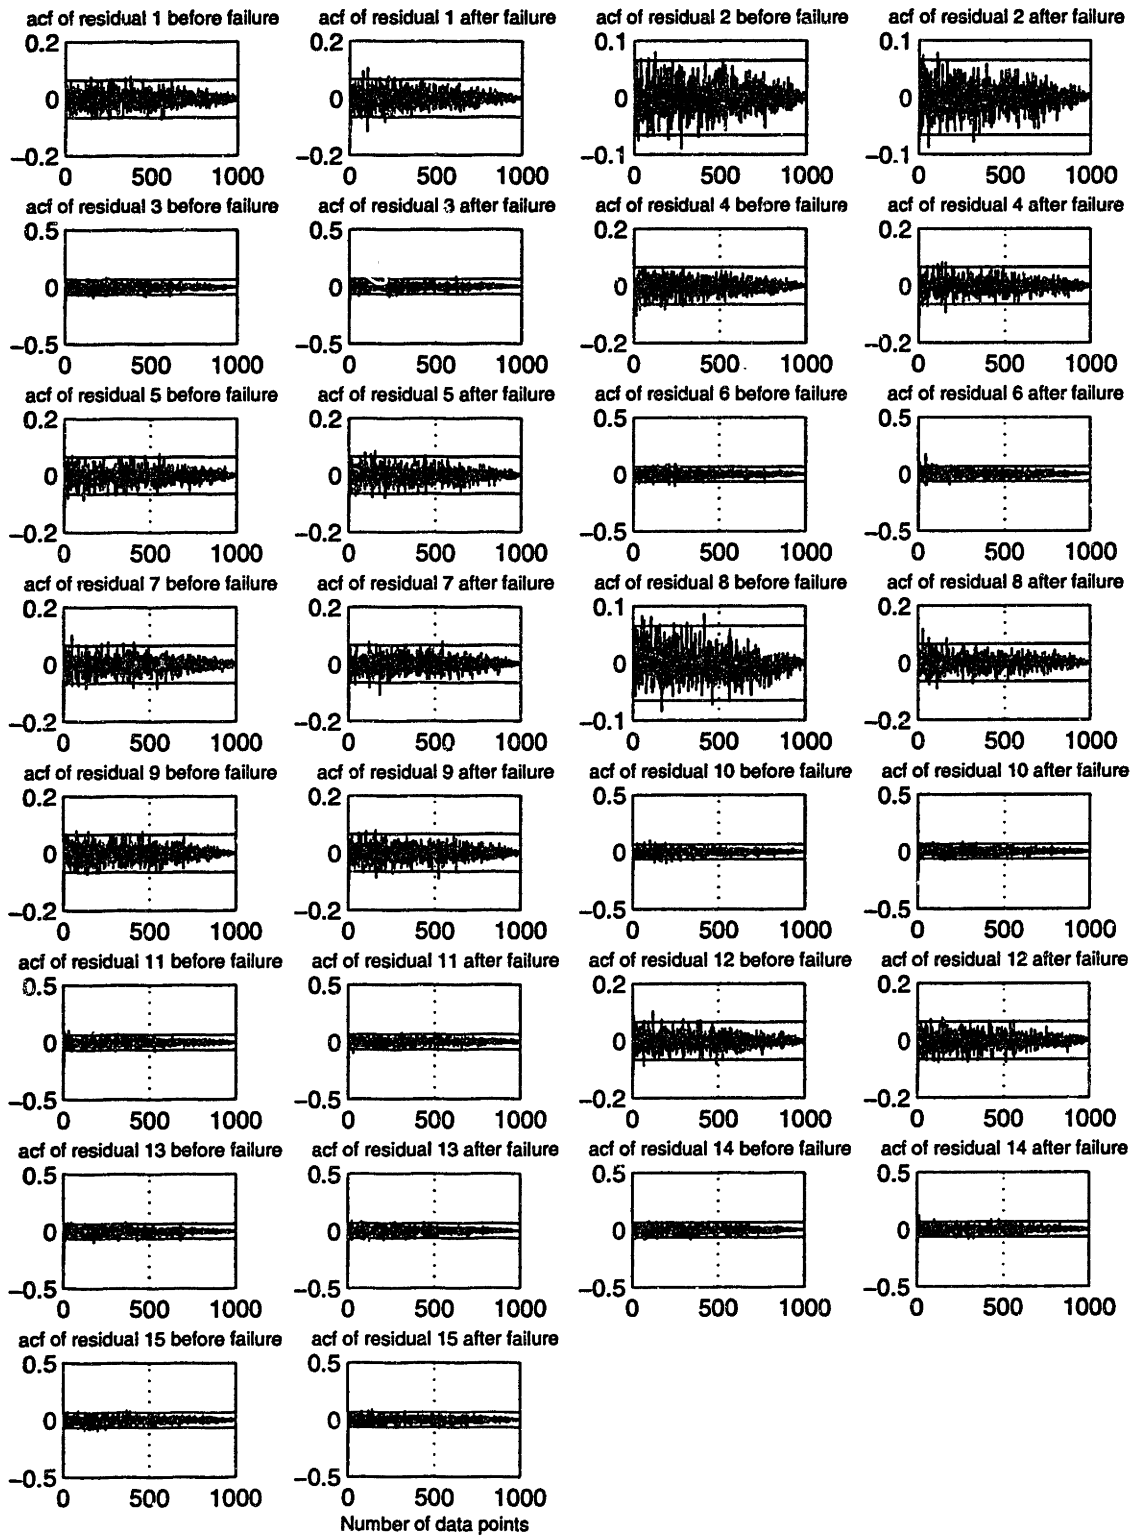 acf of residual 1 before failure
acf of residual 1 after failure
acf of residual 2 before failure
acf of residual 2 after failure
0.2 0.2 0.1 0.1
0 0 0 0
−0.2 −0.2 −0.1 −0.1
0 500 1000 0 500 1000 0 500 1000 0 500 1000
acf of residual 3 before failure
acf of residual 3 after failure
acf of residual 4 before failure
acf of residual 4 after failure
0.5 0.5 0.2 0.2
0 0 0 0
−0.5 −0.5 −0.2 −0.2
0 500 1000 0 500 1000 0 500 1000 0 500 1000
acf of residual 5 before failure
acf of residual 5 after failure
acf of residual 6 before failure
acf of residual 6 after failure
0.2 0.2 0.5 0.5
0 0 0 0
−0.2 −0.2 −0.5 −0.5
0 500 1000 0 500 1000 0 500 1000 0 500 1000
acf of residual 7 before failure
acf of residual 7 after failure
acf of residual 8 before failure
acf of residual 8 after failure
0.2 0.2 0.1 0.2
0 0 0 0
−0.2 −0.2 −0.1 −0.2
0 500 1000 0 500 1000 0 500 1000 0 500 1000
acf of residual 9 before failure
acf of residual 9 after failure
acf of residual 10 before failure
acf of residual 10 after failure
0.2 0.2 0.5 0.5
0 0 0 0
−0.2 −0.2 −0.5 −0.5
0 500 1000 0 500 1000 0 500 1000 0 500 1000
acf of residual 11 before failure
acf of residual 11 after failure
acf of residual 12 before failure
acf of residual 12 after failure
0.5 0.5 0.2 0.2
0 0 0 0
−0.5 −0.5 −0.2 −0.2
0 500 1000 0 500 1000 0 500 1000 0 500 1000
acf of residual 13 before failure
acf of residual 13 after failure
acf of residual 14 before failure
acf of residual 14 after failure
0.5 0.5 0.5 0.5
0 0 0 0
−0.5 −0.5 −0.5 −0.5
0 500 1000 0 500 1000 0 500 1000 0 500 1000
acf of residual 15 before failure
acf of residual 15 after failure
0.5 0.5
0 0
−0.5 −0.5
0 500 1000 0 500 1000
Number of data points